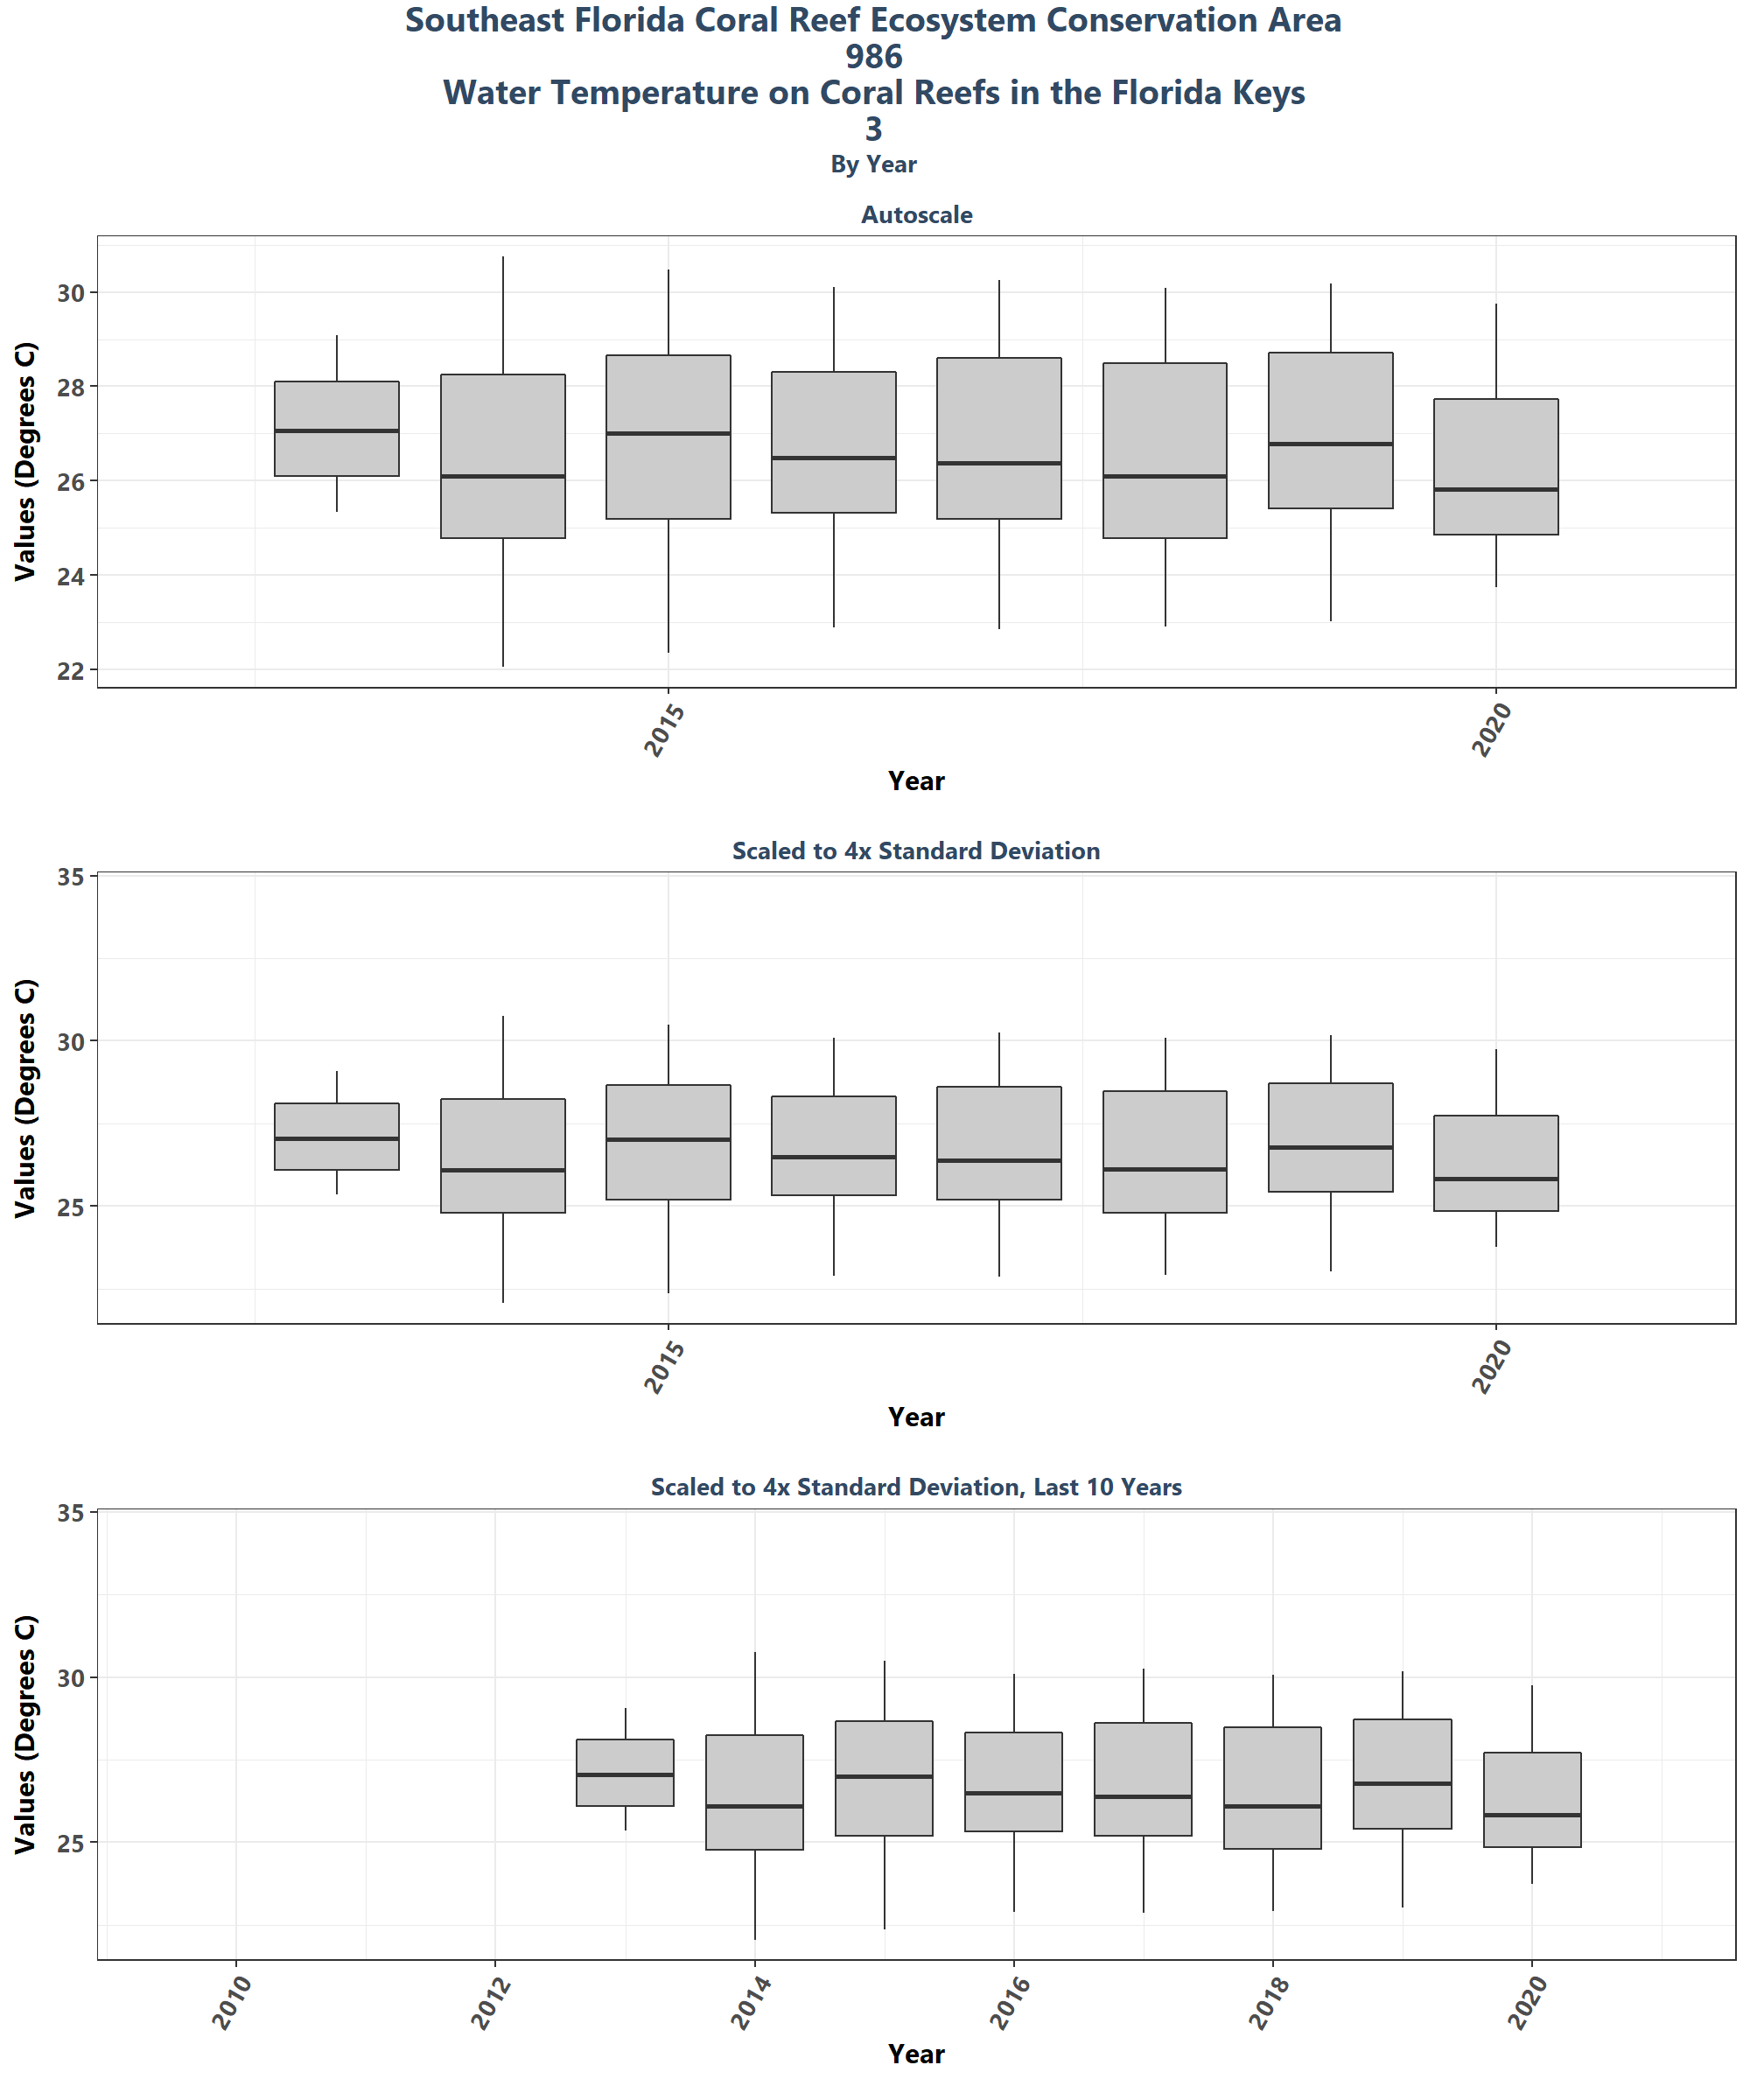 Southeast Florida Coral Reef Ecosystem Conservation Area
986
Water Temperature on Coral Reefs in the Florida Keys
3
By Year
Autoscale
Values (Degrees C)
30
28
26
24
22
2015
2020
Year
Scaled to 4x Standard Deviation
Values (Degrees C)
35
30
25
2015
2020
Year
Scaled to 4x Standard Deviation, Last 10 Years
Values (Degrees C)
35
30
25
2010
2012
2014
2016
2018
2020
Year